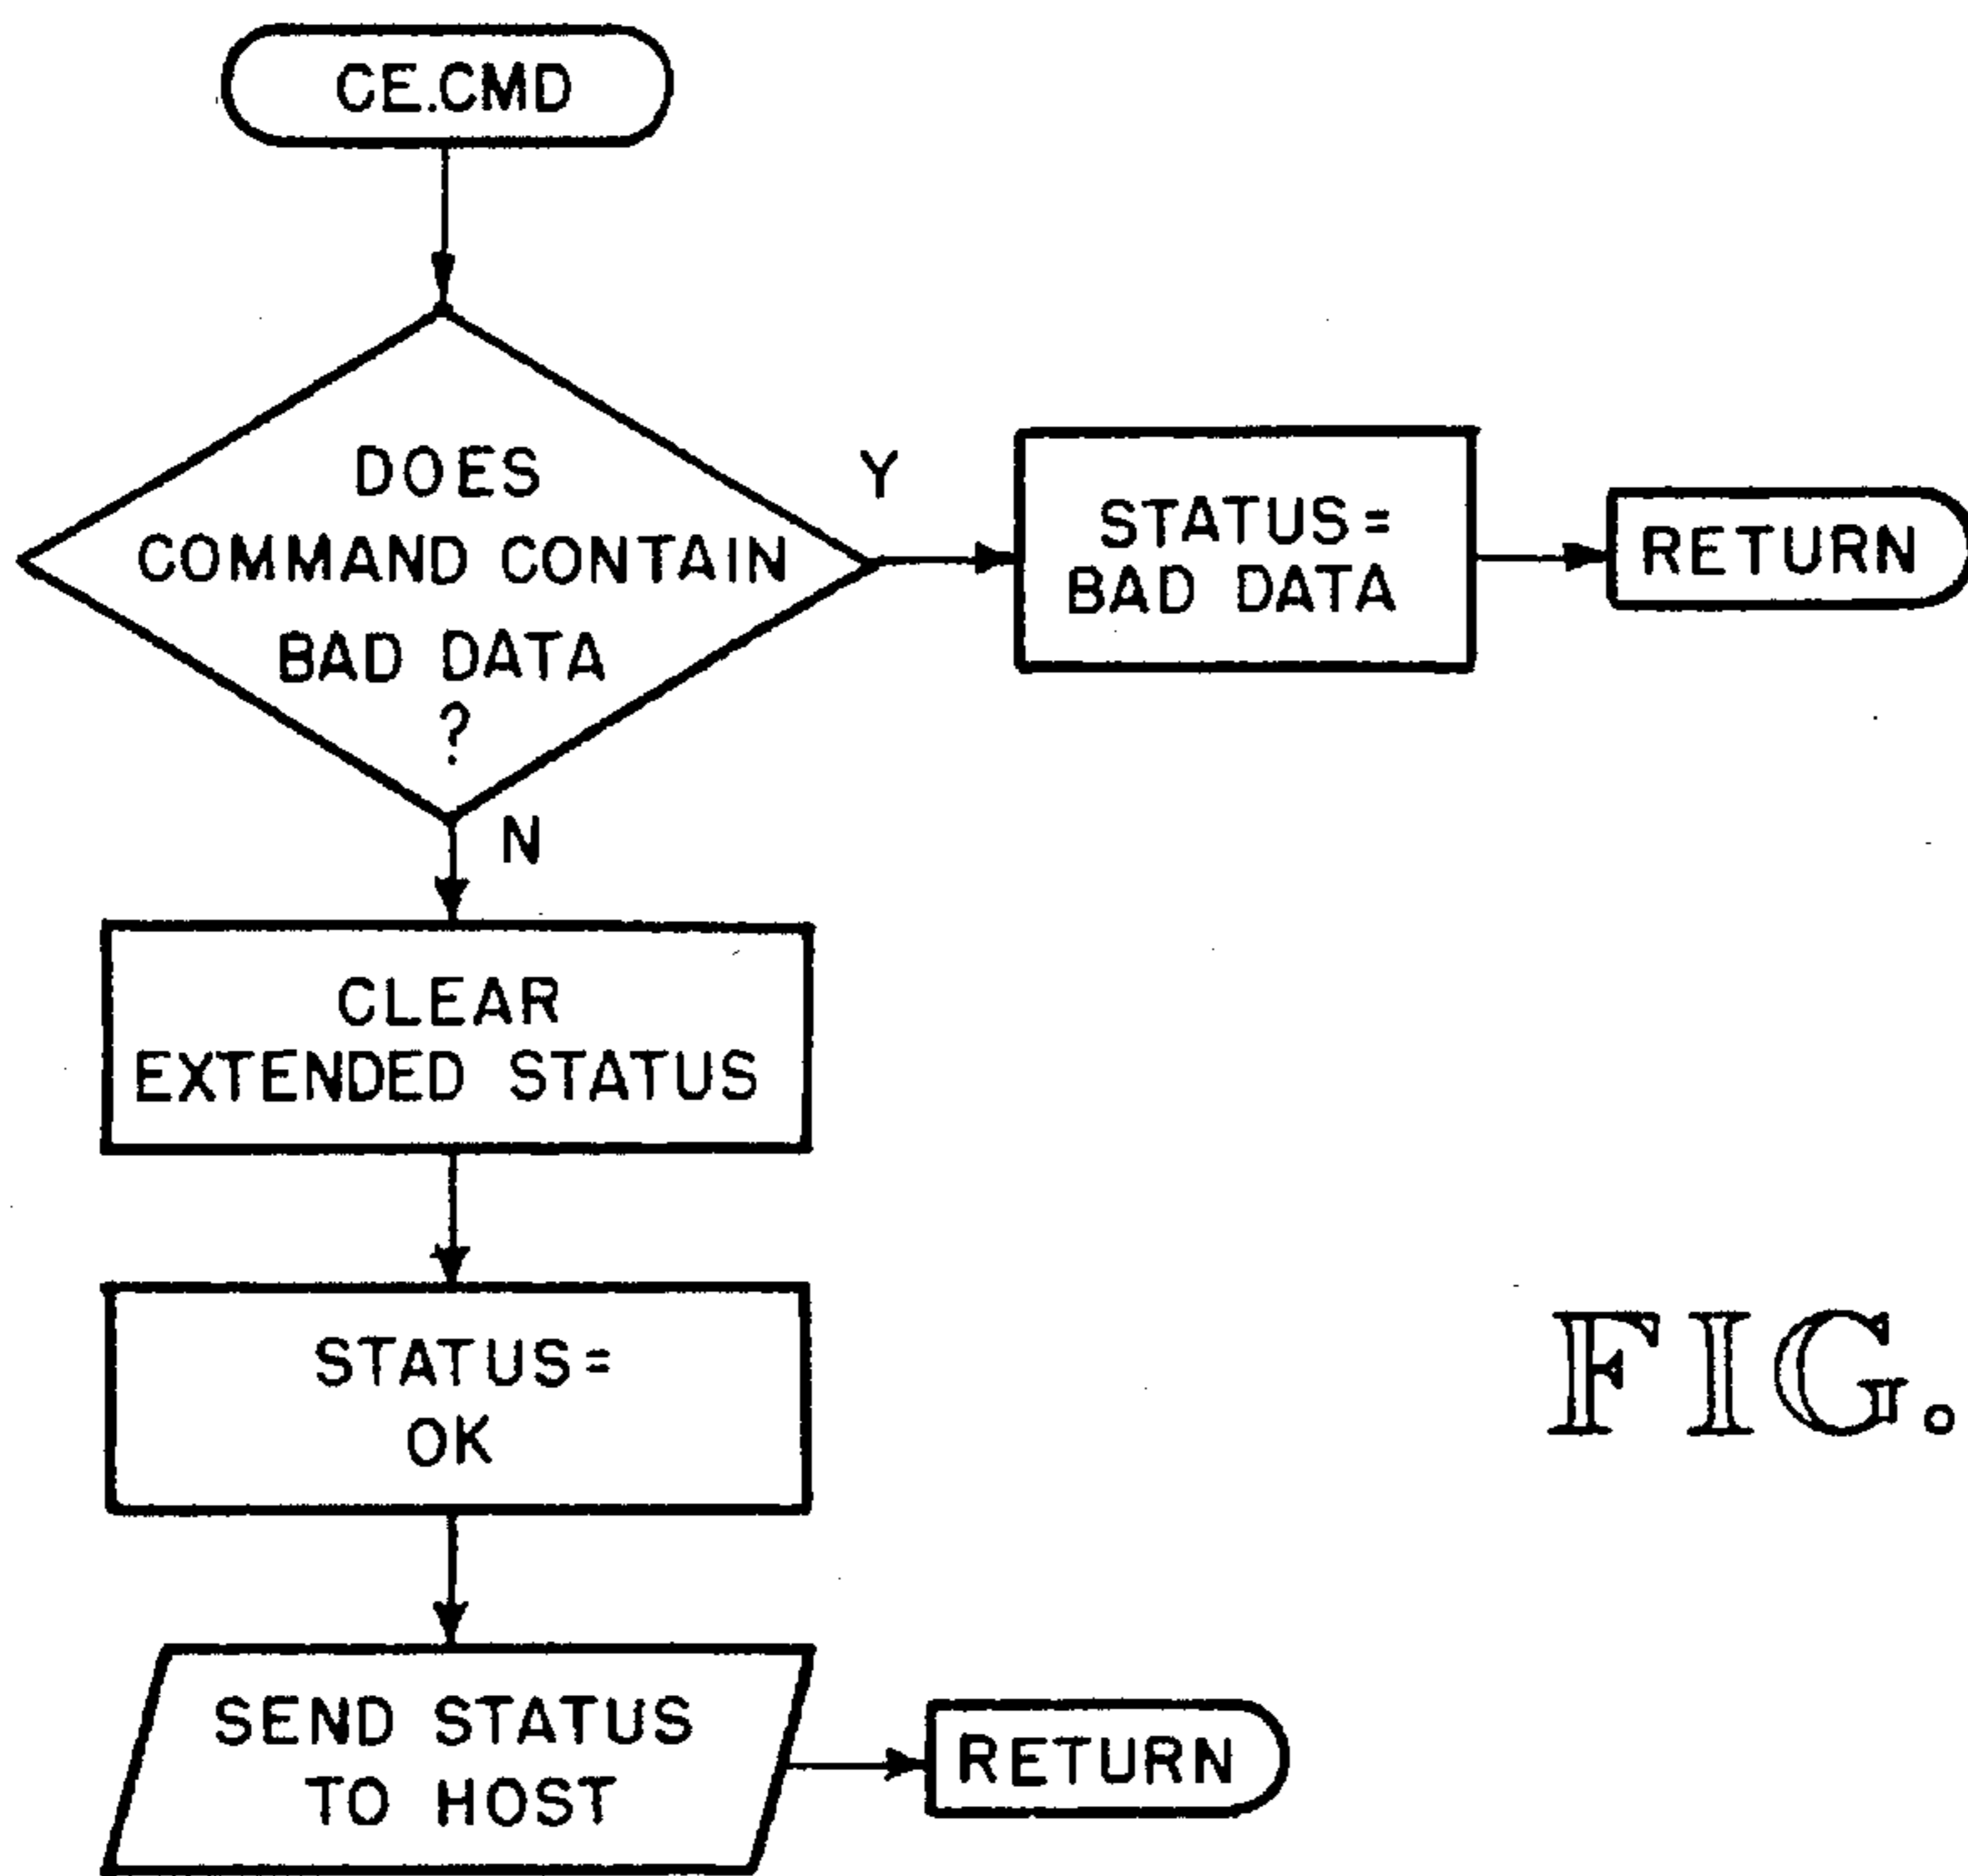 CE.CMD
DOES
COMMAND CONTAIN
BAD DATA
?
Y
STATUS=
BAD DATA
RETURN
N
CLEAR
EXTENDED STATUS
STATUS=
OK
FIG.
SEND STATUS
TO HOST
RETURN